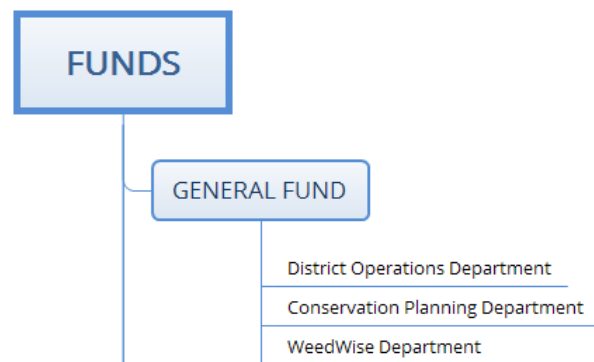 FUNDS
GENERAL FUND
District Operations Department
Conservation Planning Department
WeedWise Department